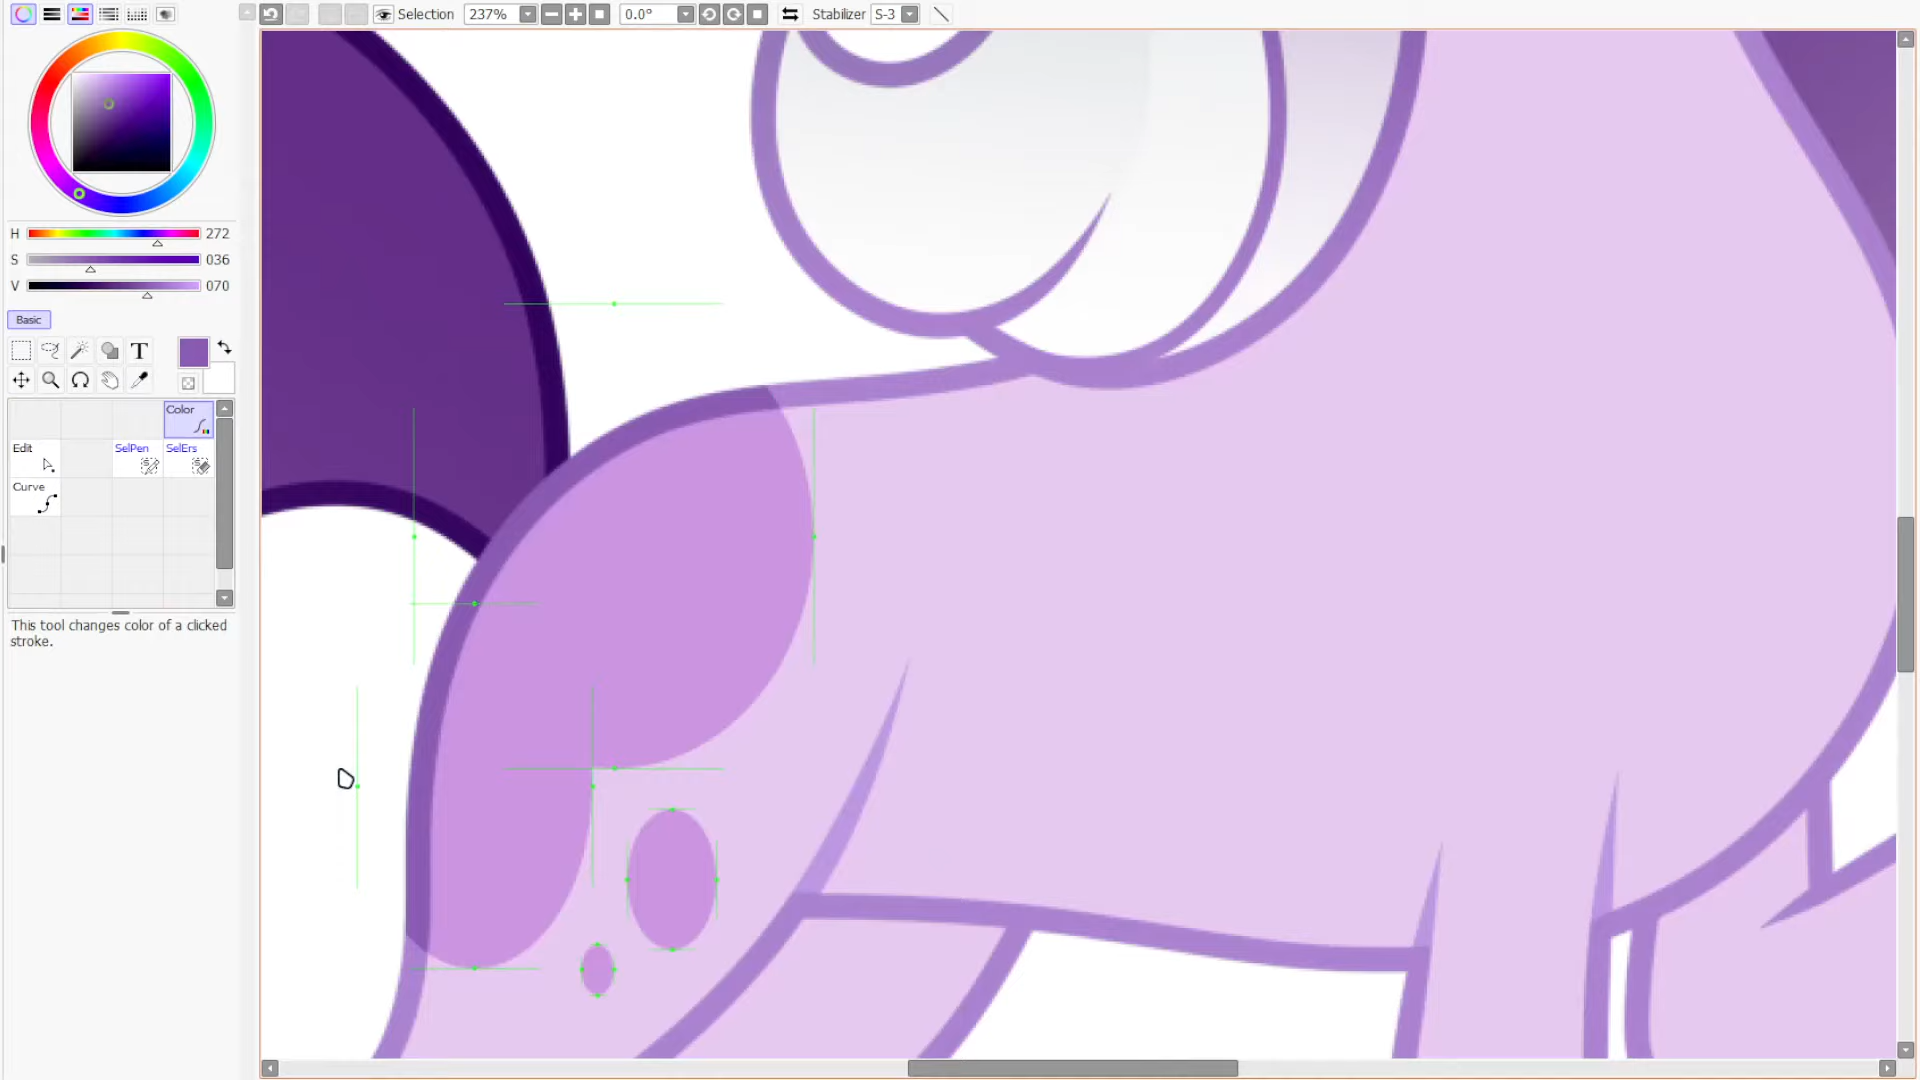 Selection 237% 0.0° Stabilizer S-3
H 272
S 036
V 070
Basic
T
Color
Edit SelPen SelErs
Curve
This tool changes color of a clicked
stroke.